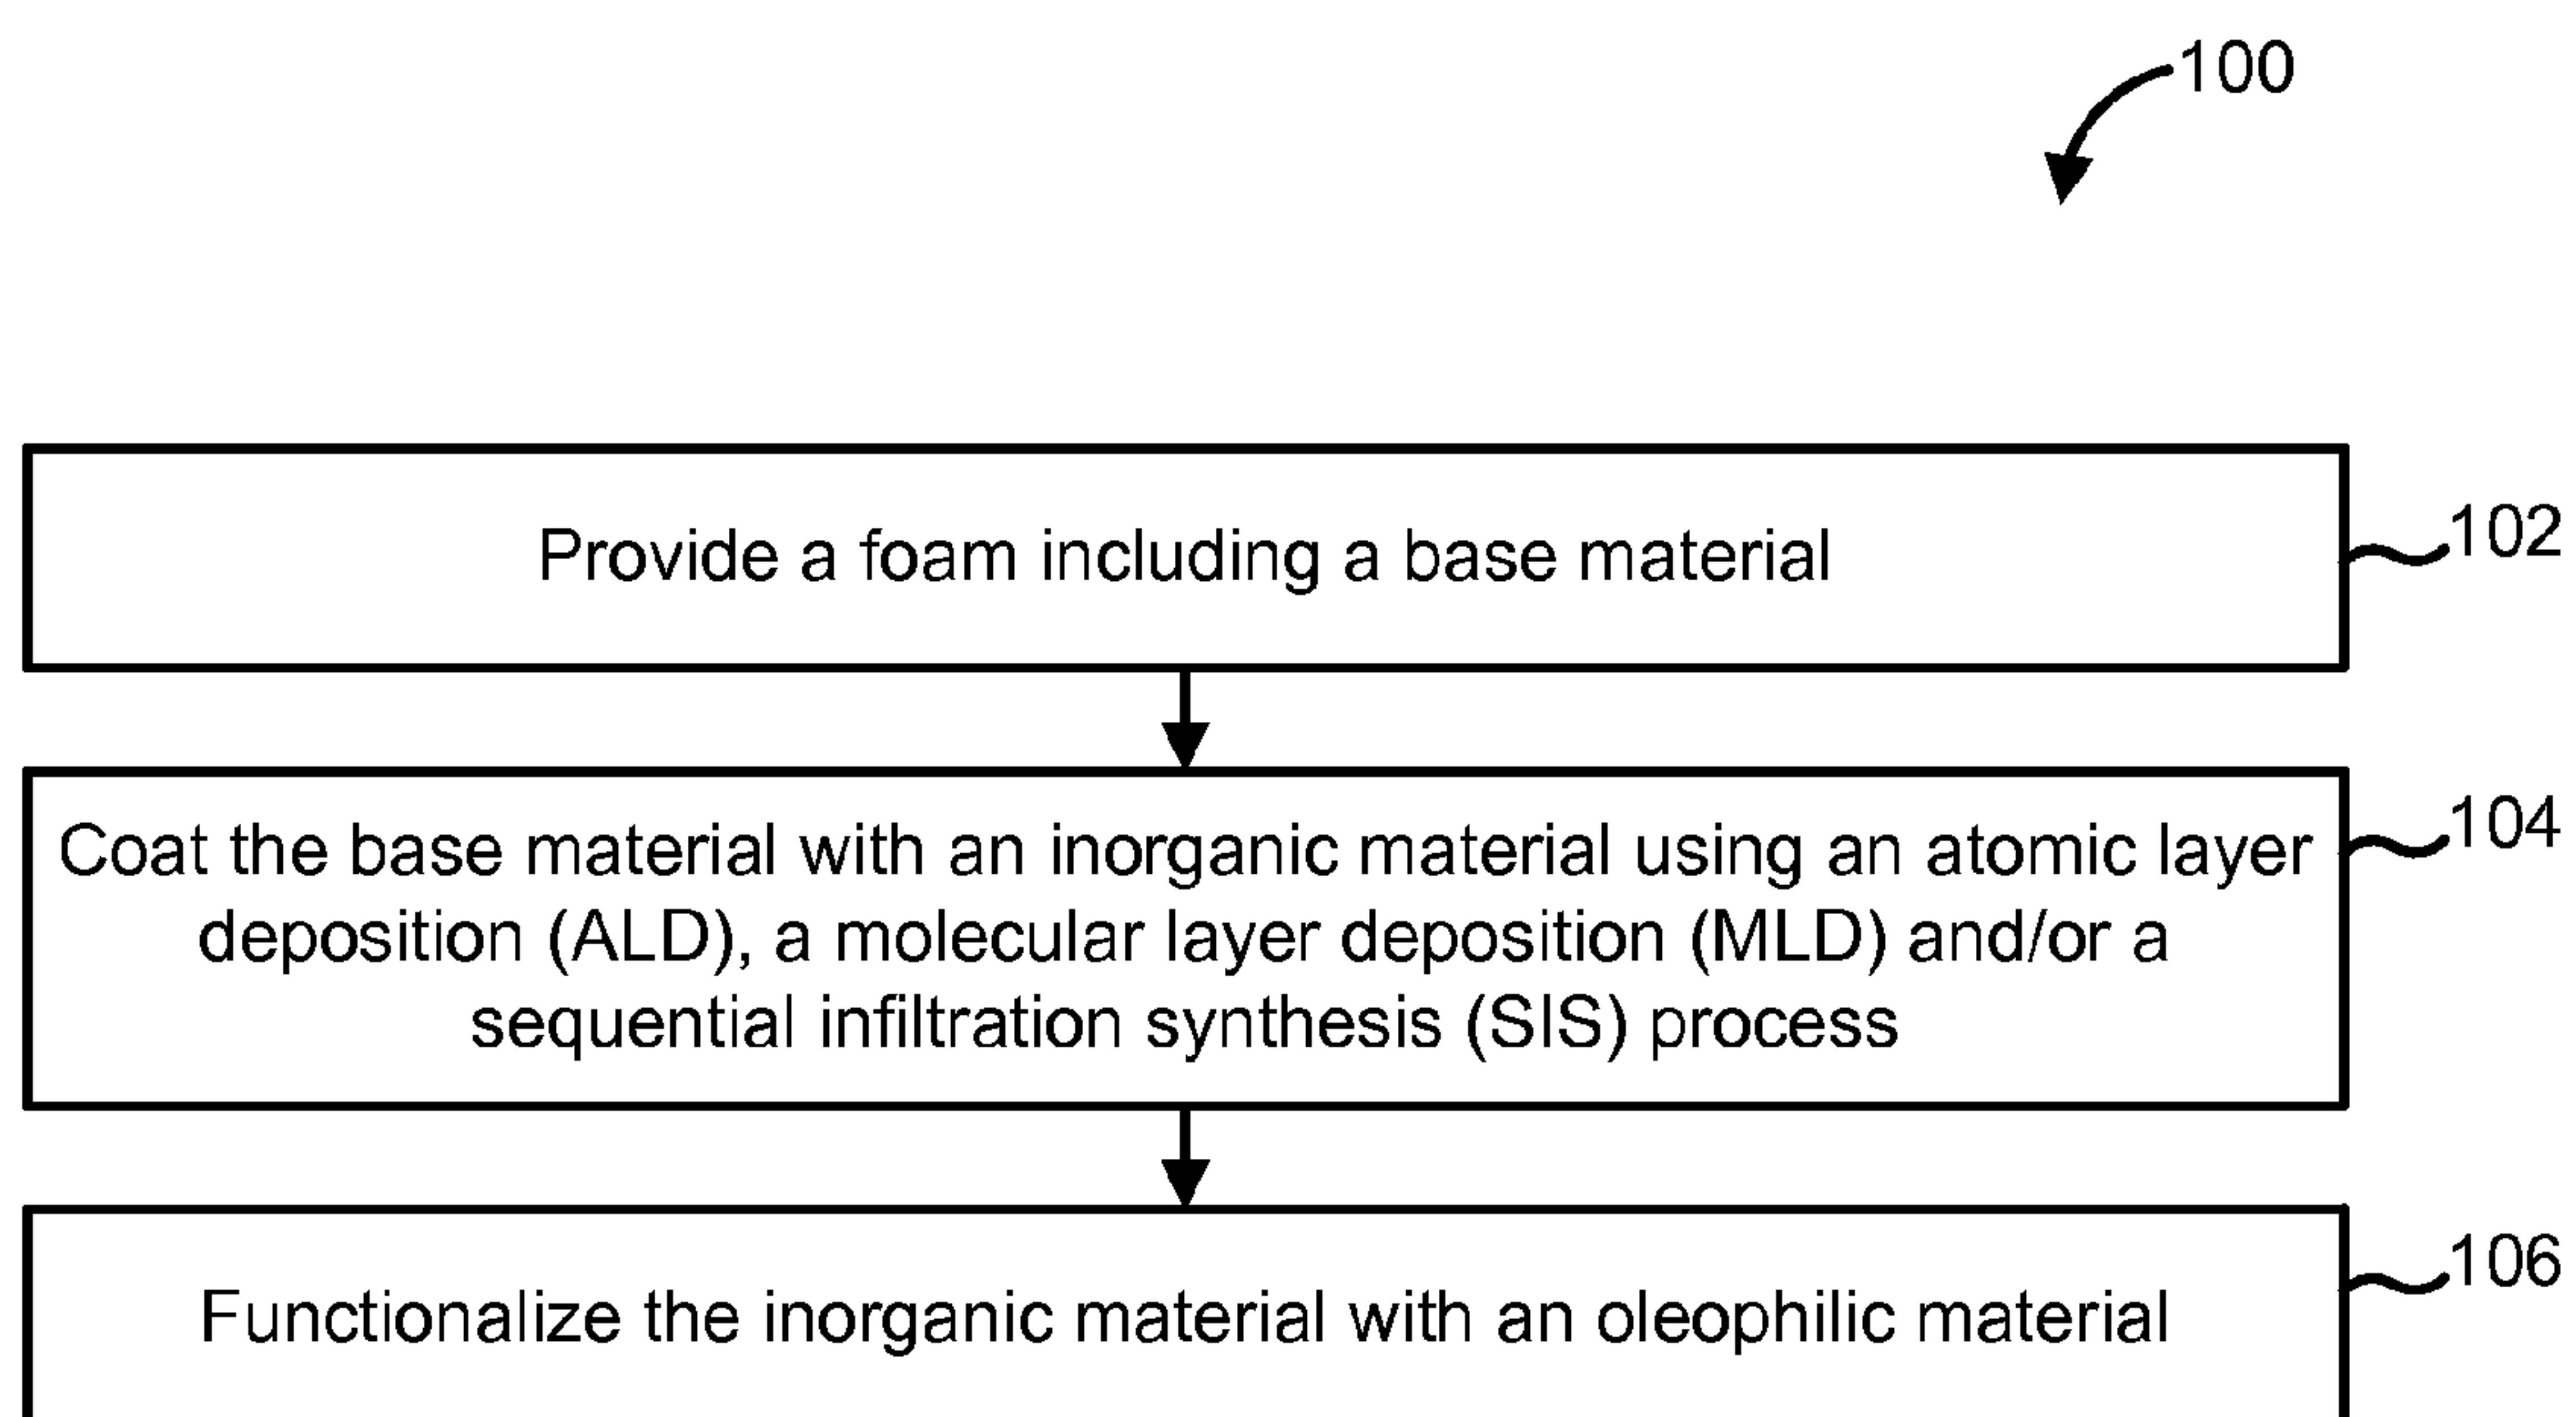 100
Provide a foam including a base material
102
Coat the base material with an inorganic material using an atomic layer
deposition (ALD), a molecular layer deposition (MLD) and/or a
sequential infiltration synthesis (SIS) process
104
Functionalize the inorganic material with an oleophilic material
106